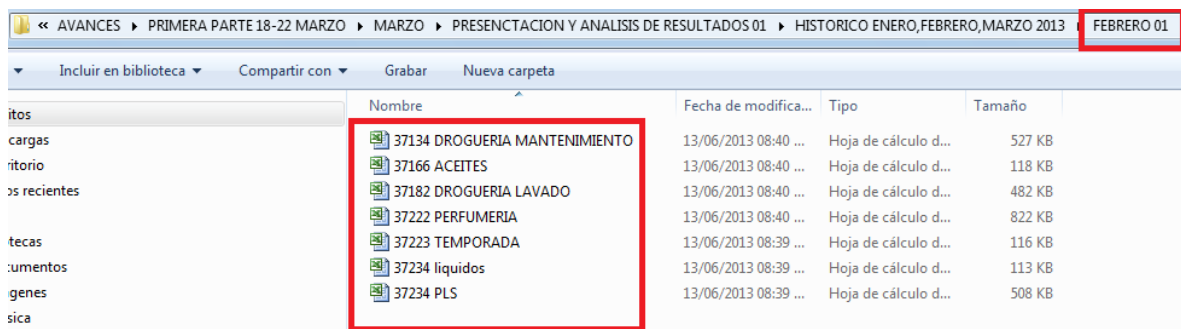 « AVANCES ▸ PRIMERA PARTE 18-22 MARZO ▸ MARZO ▸ PRESENCTACION Y ANALISIS DE RESULTADOS 01 ▸ HISTORICO ENERO,FEBRERO,MARZO 2013 ▸ FEBRERO 01
Incluir en biblioteca ▾ Compartir con ▾ Grabar Nueva carpeta
itos Nombre Fecha de modifica... Tipo Tamaño
cargas 37134 DROGUERIA MANTENIMIENTO 13/06/2013 08:40 ... Hoja de cálculo d... 527 KB
ritorio 37166 ACEITES 13/06/2013 08:40 ... Hoja de cálculo d... 118 KB
os recientes 37182 DROGUERIA LAVADO 13/06/2013 08:40 ... Hoja de cálculo d... 482 KB
37222 PERFUMERIA 13/06/2013 08:40 ... Hoja de cálculo d... 822 KB
tecas 37223 TEMPORADA 13/06/2013 08:39 ... Hoja de cálculo d... 116 KB
cumentos 37234 liquidos 13/06/2013 08:39 ... Hoja de cálculo d... 113 KB
genes 37234 PLS 13/06/2013 08:39 ... Hoja de cálculo d... 508 KB
sica